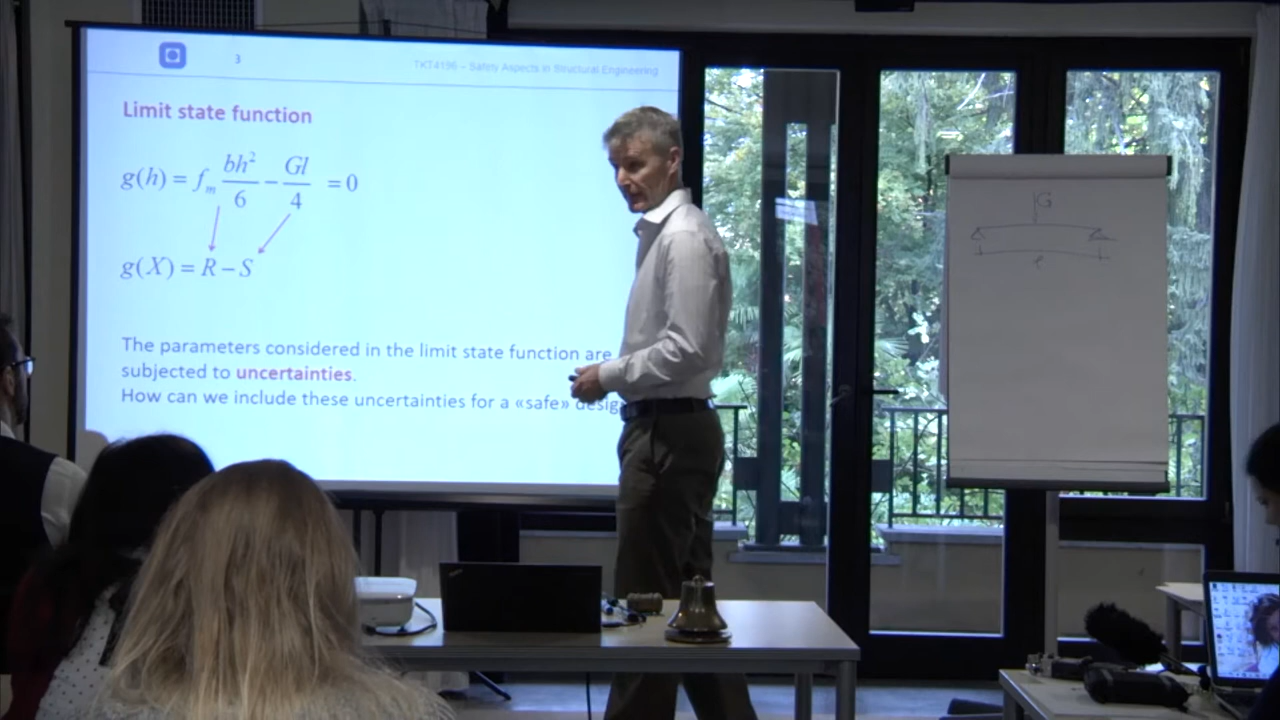 3
TKT4196 – Safety Aspects in Structural Engineering
Limit state function
g(h) = f_m bh²/6 − Gl/4 = 0
g(X) = R − S
The parameters considered in the limit state function are
subjected to uncertainties.
How can we include these uncertainties for a «safe» desig
G
ℓ